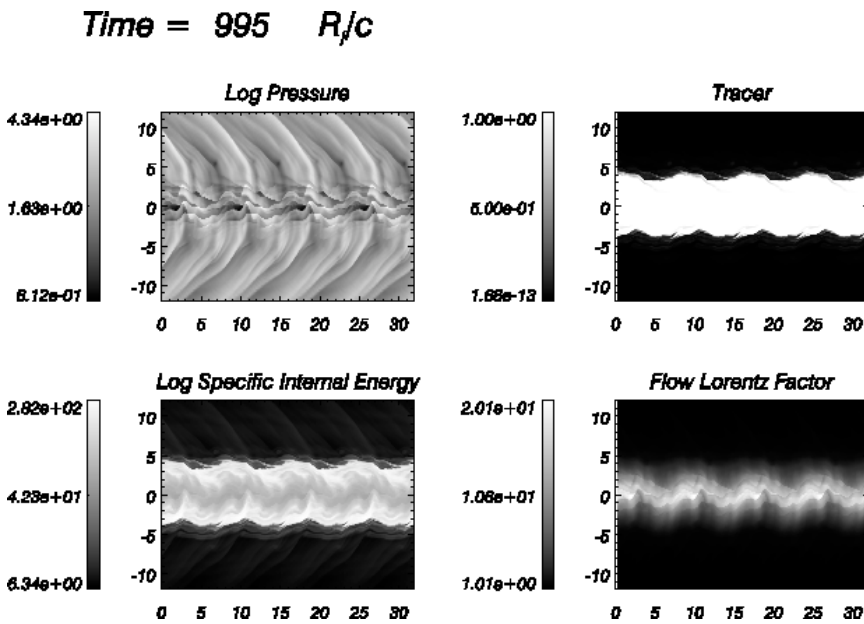 Time = 995 Rⱼ/c
Log Pressure
4.34e+00
1.63e+00
6.12e-01
10
5
0
-5
-10
0 5 10 15 20 25 30
Tracer
1.00e+00
5.00e-01
1.68e-13
10
5
0
-5
-10
0 5 10 15 20 25 30
Log Specific Internal Energy
2.82e+02
4.23e+01
6.34e+00
10
5
0
-5
-10
0 5 10 15 20 25 30
Flow Lorentz Factor
2.01e+01
1.06e+01
1.01e+00
10
5
0
-5
-10
0 5 10 15 20 25 30